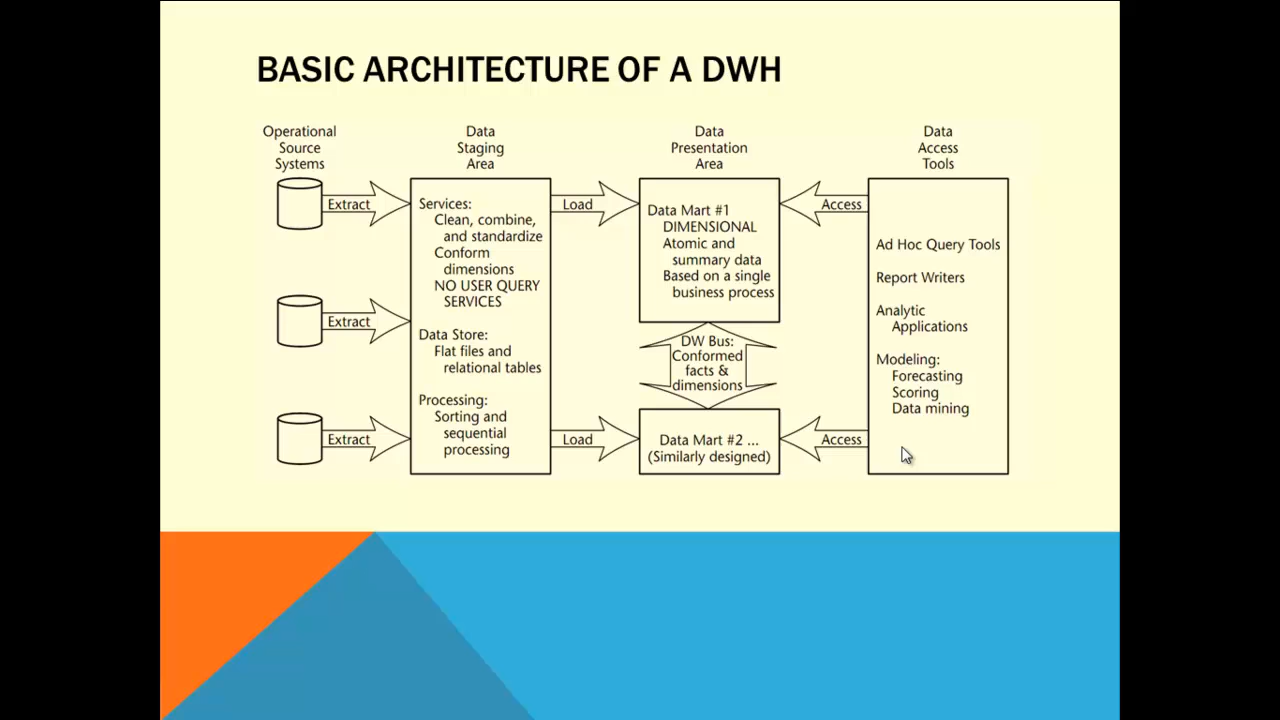 BASIC ARCHITECTURE OF A DWH
Operational
Source
Systems
Extract
Extract
Extract
Data
Staging
Area
Services:
Clean, combine,
and standardize
Conform
dimensions
NO USER QUERY
SERVICES
Data Store:
Flat files and
relational tables
Processing:
Sorting and
sequential
processing
Load
Load
Data
Presentation
Area
Data Mart #1
DIMENSIONAL
Atomic and
summary data
Based on a single
business process
DW Bus:
Conformed
facts &
dimensions
Data Mart #2 ...
(Similarly designed)
Access
Access
Data
Access
Tools
Ad Hoc Query Tools
Report Writers
Analytic
Applications
Modeling:
Forecasting
Scoring
Data mining